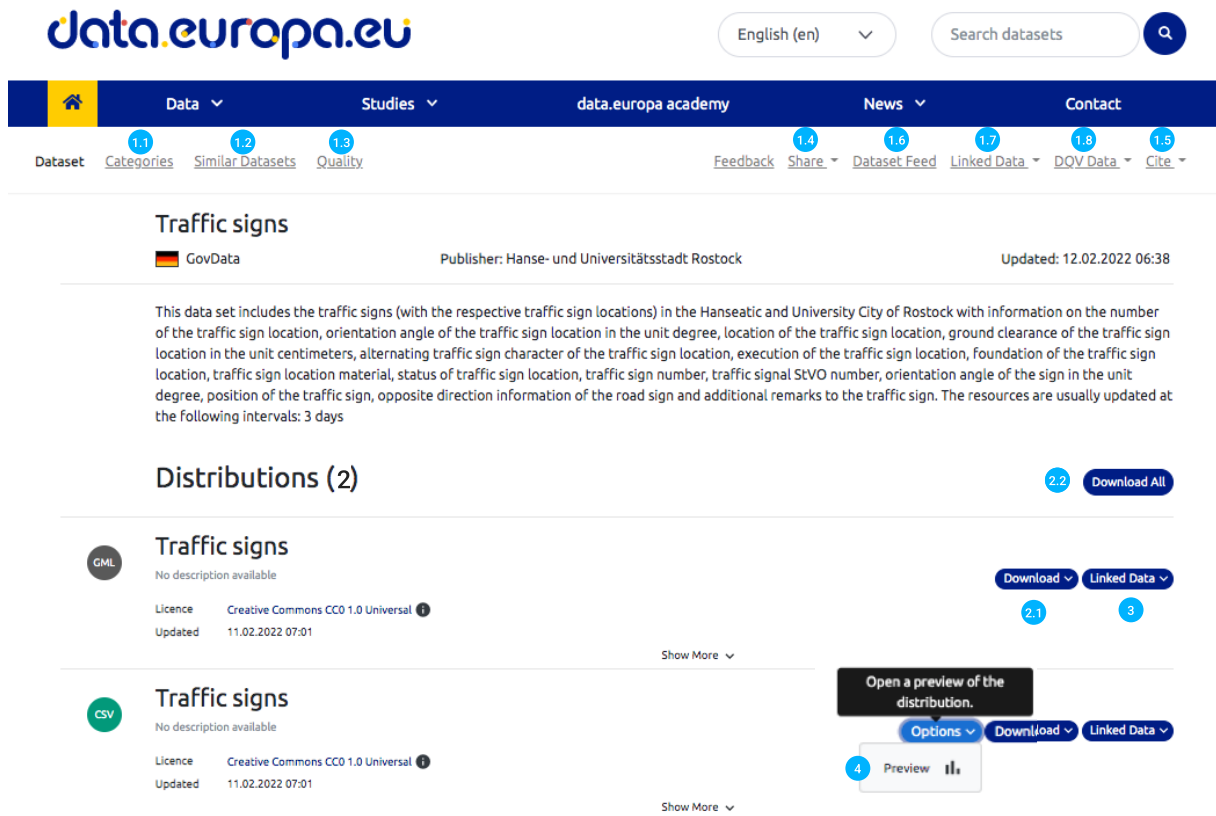 data.europa.eu
English (en)
Search datasets
Data
Studies
data.europa academy
News
Contact
1.1 1.2 1.3 1.4 1.6 1.7 1.8 1.5
Dataset Categories Similar Datasets Quality Feedback Share Dataset Feed Linked Data DQV Data Cite
Traffic signs
GovData Publisher: Hanse- und Universitätsstadt Rostock Updated: 12.02.2022 06:38
This data set includes the traffic signs (with the respective traffic sign locations) in the Hanseatic and University City of Rostock with information on the number
of the traffic sign location, orientation angle of the traffic sign location in the unit degree, location of the traffic sign location, ground clearance of the traffic sign
location in the unit centimeters, alternating traffic sign character of the traffic sign location, execution of the traffic sign location, foundation of the traffic sign
location, traffic sign location material, status of traffic sign location, traffic sign number, traffic signal StVO number, orientation angle of the sign in the unit
degree, position of the traffic sign, opposite direction information of the road sign and additional remarks to the traffic sign. The resources are usually updated at
the following intervals: 3 days
Distributions (2)
2.2 Download All
Traffic signs
GML
No description available
Download Linked Data
Licence Creative Commons CC0 1.0 Universal
2.1 3
Updated 11.02.2022 07:01
Show More
Open a preview of the
distribution.
Traffic signs
CSV
No description available
Options Download Linked Data
Licence Creative Commons CC0 1.0 Universal
4 Preview
Updated 11.02.2022 07:01
Show More